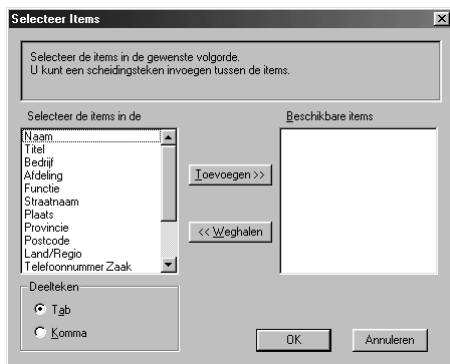 Selecteer Items
Selecteer de items in de gewenste volgorde.
U kunt een scheidingsteken invoegen tussen de items.
Selecteer de items in de
Beschikbare items
Naam
Titel
Bedrijf
Afdeling
Functie
Straatnaam
Plaats
Provincie
Postcode
Land/Regio
Telefoonnummer Zaak
Toevoegen >>
<< Weghalen
Deelteken
Tab
Komma
OK
Annuleren